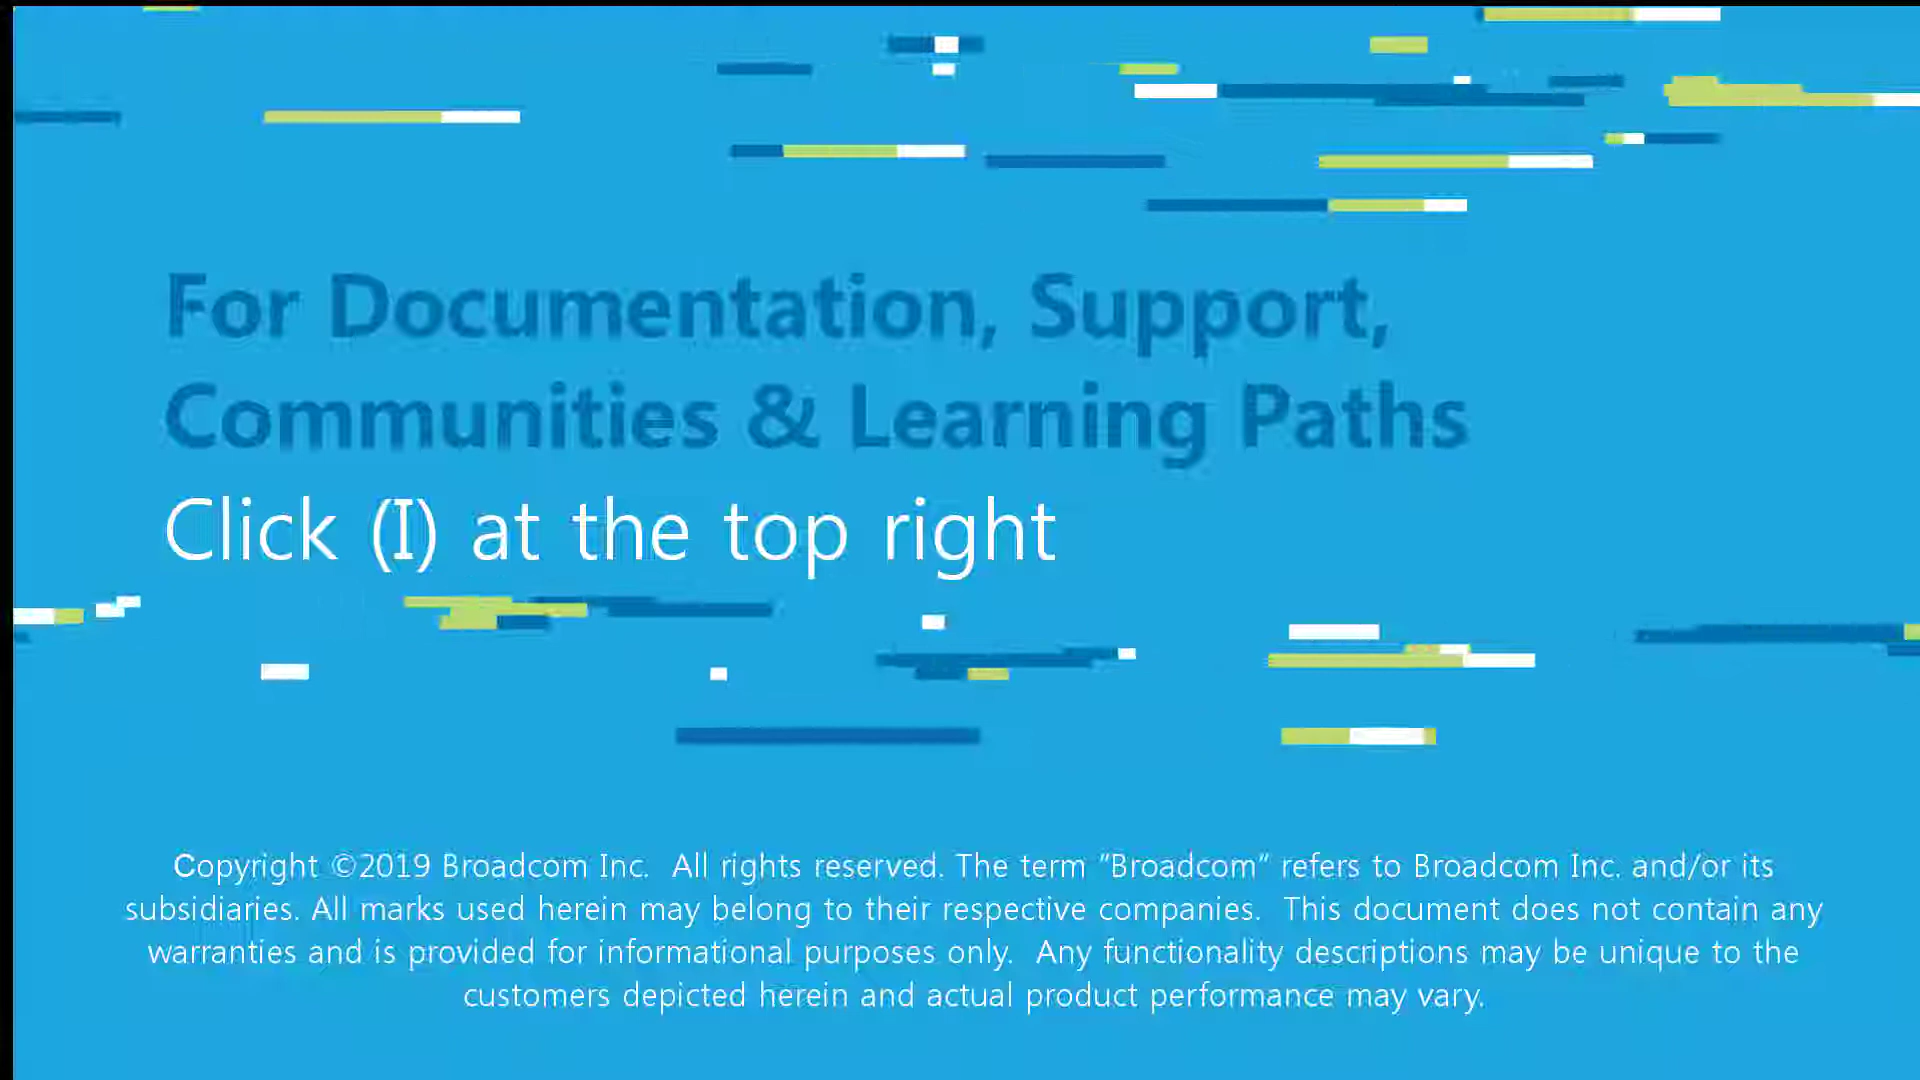 For Documentation, Support,
Communities & Learning Paths
Click (I) at the top right
Copyright ©2019 Broadcom Inc.  All rights reserved. The term “Broadcom” refers to Broadcom Inc. and/or its
subsidiaries. All marks used herein may belong to their respective companies.  This document does not contain any
warranties and is provided for informational purposes only.  Any functionality descriptions may be unique to the
customers depicted herein and actual product performance may vary.